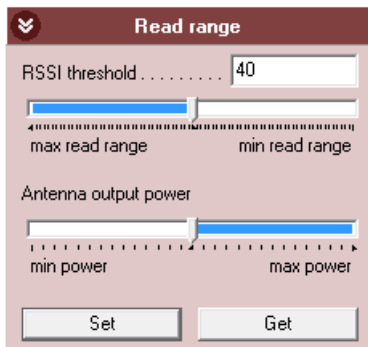 Read range
RSSI threshold . . . . . . . . . 40
max read range min read range
Antenna output power
min power max power
Set Get